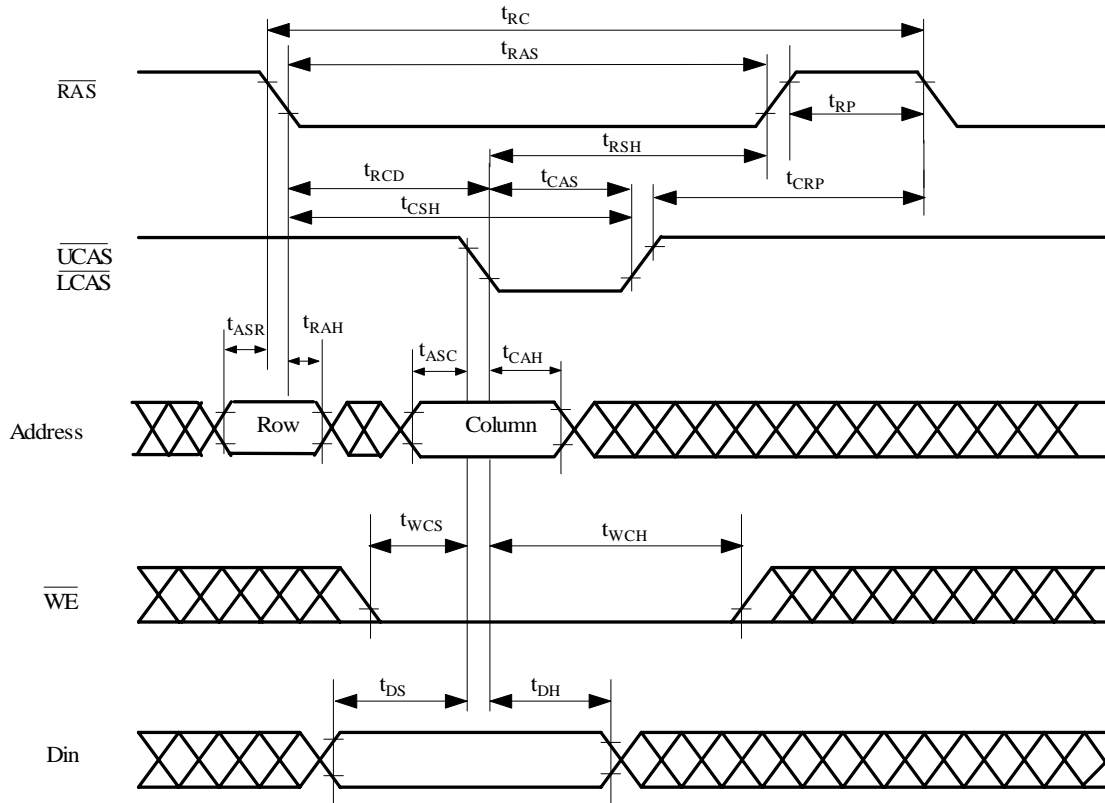 tRC
tRAS
RAS
tRP
tRSH
tRCD
tCAS
tCRP
tCSH
UCAS
LCAS
tASR
tRAH
tASC
tCAH
Address
Row
Column
tWCS
tWCH
WE
tDS
tDH
Din